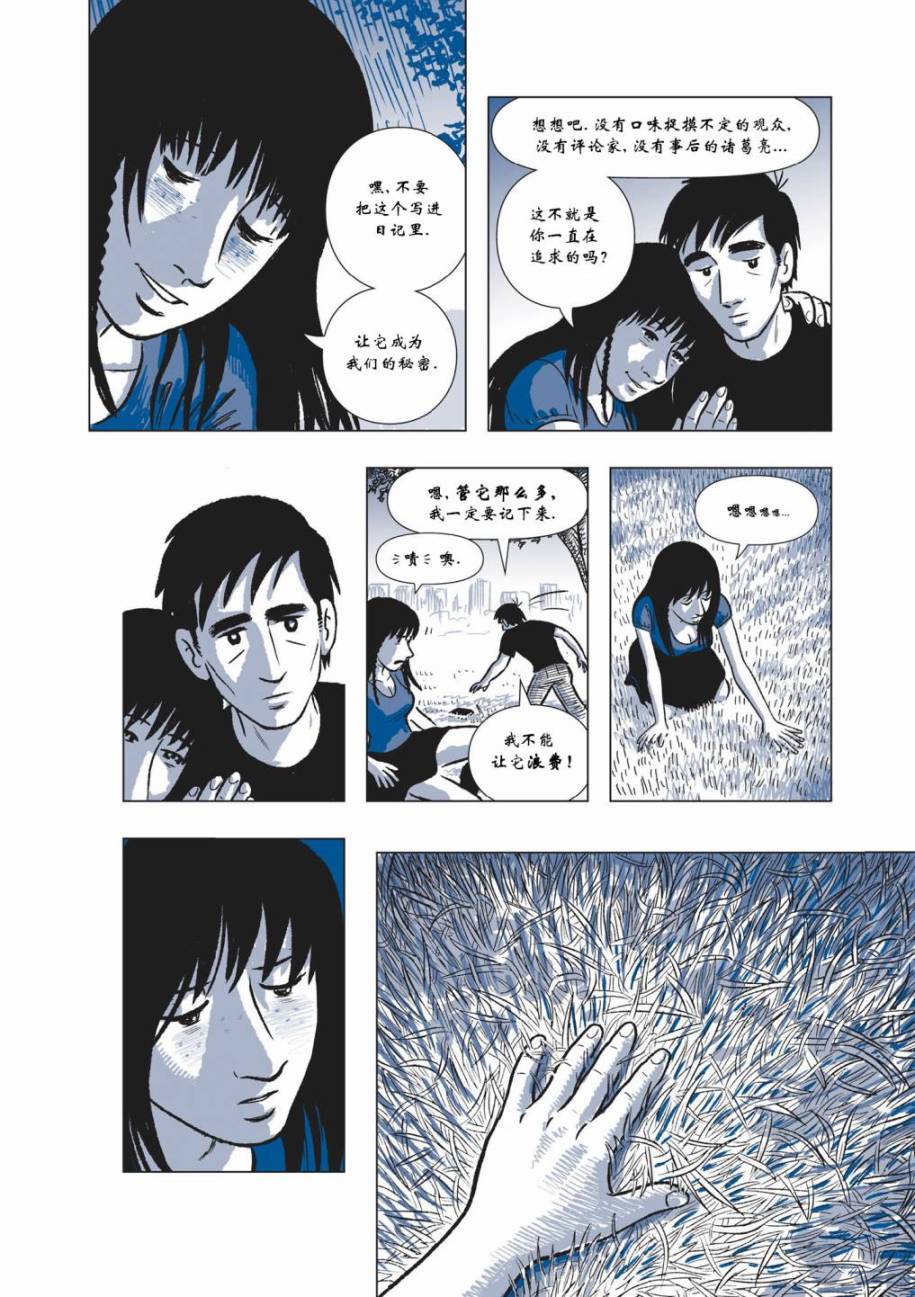 嘿,不要
把这个写进
日记里.
让它成为
我们的秘密.
想想吧.没有口味捉摸不定的观众,
没有评论家,没有事后的诸葛亮...
这不就是
你一直在
追求的吗?
嗯,管它那么多,
我一定要记下来.
啧 噢.
我不能
让它浪费!
嗯嗯嗯嗯...